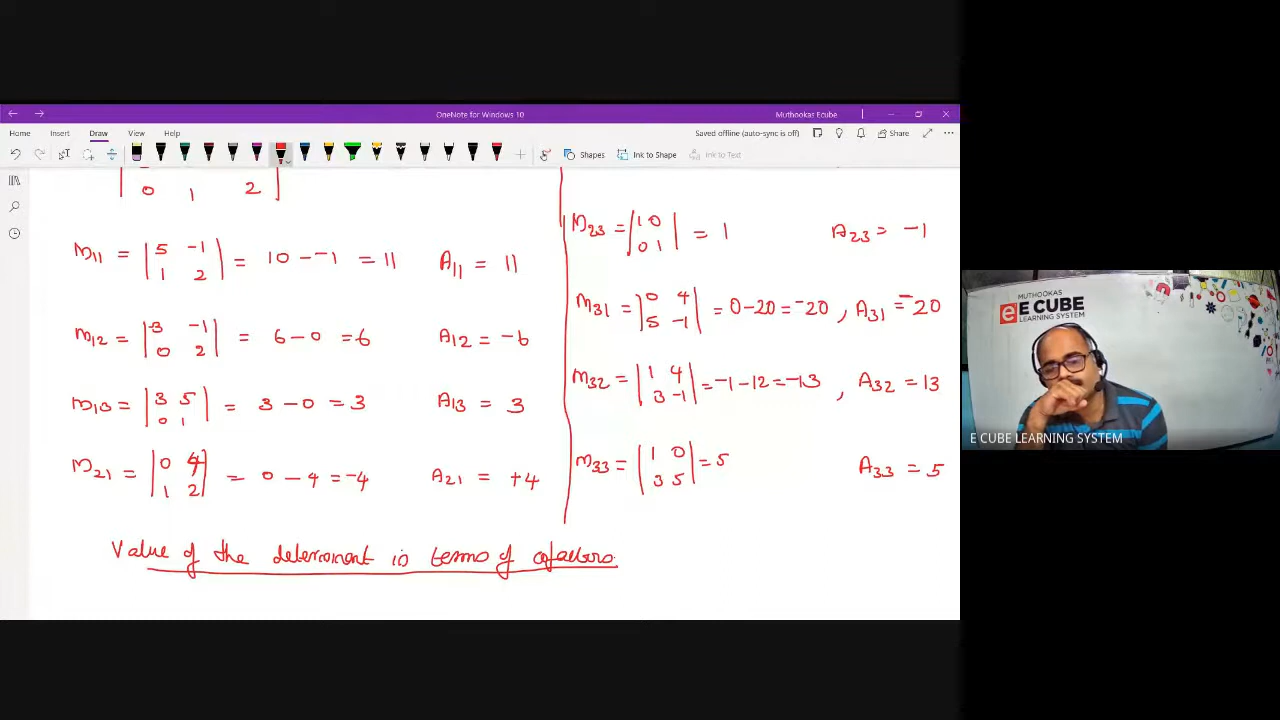 OneNote for Windows 10
Muthookas Ecube
Home Insert Draw View Help
Saved offline (auto-sync is off)
Share
Shapes
Ink to Shape
Ink to Text
0 1 2
M11 = |5 -1| = 10 - -1 = 11 A11 = 11
1 2
M12 = |3 -1| = 6-0 = 6 A12 = -6
0 2
M13 = |3 5| = 3-0 = 3 A13 = 3
0 1
M21 = |0 4| = 0-4 = -4 A21 = +4
1 2
M23 = |1 0| = 1 A23 = -1
0 1
M31 = |0 4| = 0-20 = -20 , A31 = -20
5 -1
M32 = |1 4| = -1-12 = -13 , A32 = 13
3 -1
M33 = |1 0| = 5 A33 = 5
3 5
Value of the determinant in terms of cofactors.
MUTHOOKAS
e E CUBE
LEARNING SYSTEM
E CUBE LEARNING SYSTEM